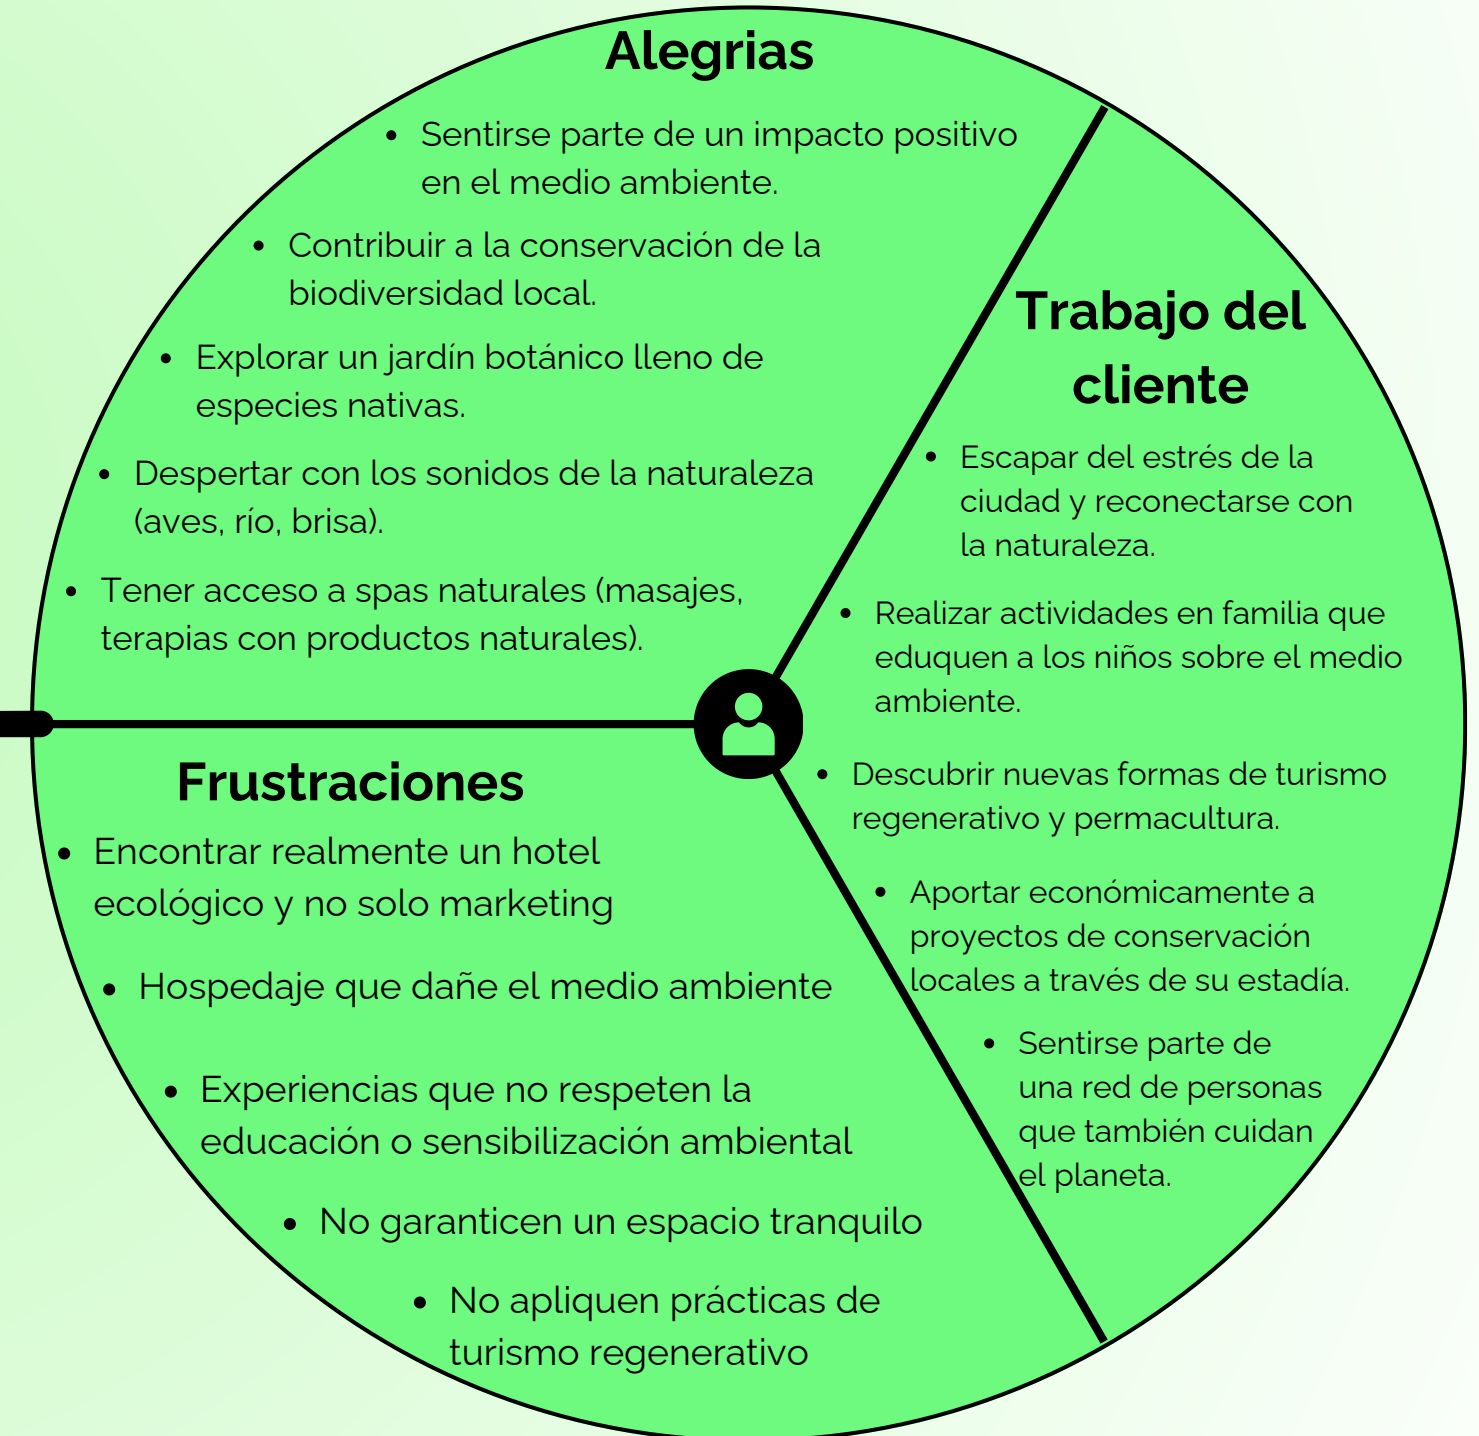 Alegrias
• Sentirse parte de un impacto positivo
en el medio ambiente.
• Contribuir a la conservación de la
biodiversidad local.
• Explorar un jardín botánico lleno de
especies nativas.
• Despertar con los sonidos de la naturaleza
(aves, río, brisa).
• Tener acceso a spas naturales (masajes,
terapias con productos naturales).
Trabajo del
cliente
• Escapar del estrés de la
ciudad y reconectarse con
la naturaleza.
• Realizar actividades en familia que
eduquen a los niños sobre el medio
ambiente.
• Descubrir nuevas formas de turismo
regenerativo y permacultura.
• Aportar económicamente a
proyectos de conservación
locales a través de su estadía.
• Sentirse parte de
una red de personas
que también cuidan
el planeta.
Frustraciones
• Encontrar realmente un hotel
ecológico y no solo marketing
• Hospedaje que dañe el medio ambiente
• Experiencias que no respeten la
educación o sensibilización ambiental
• No garanticen un espacio tranquilo
• No apliquen prácticas de
turismo regenerativo